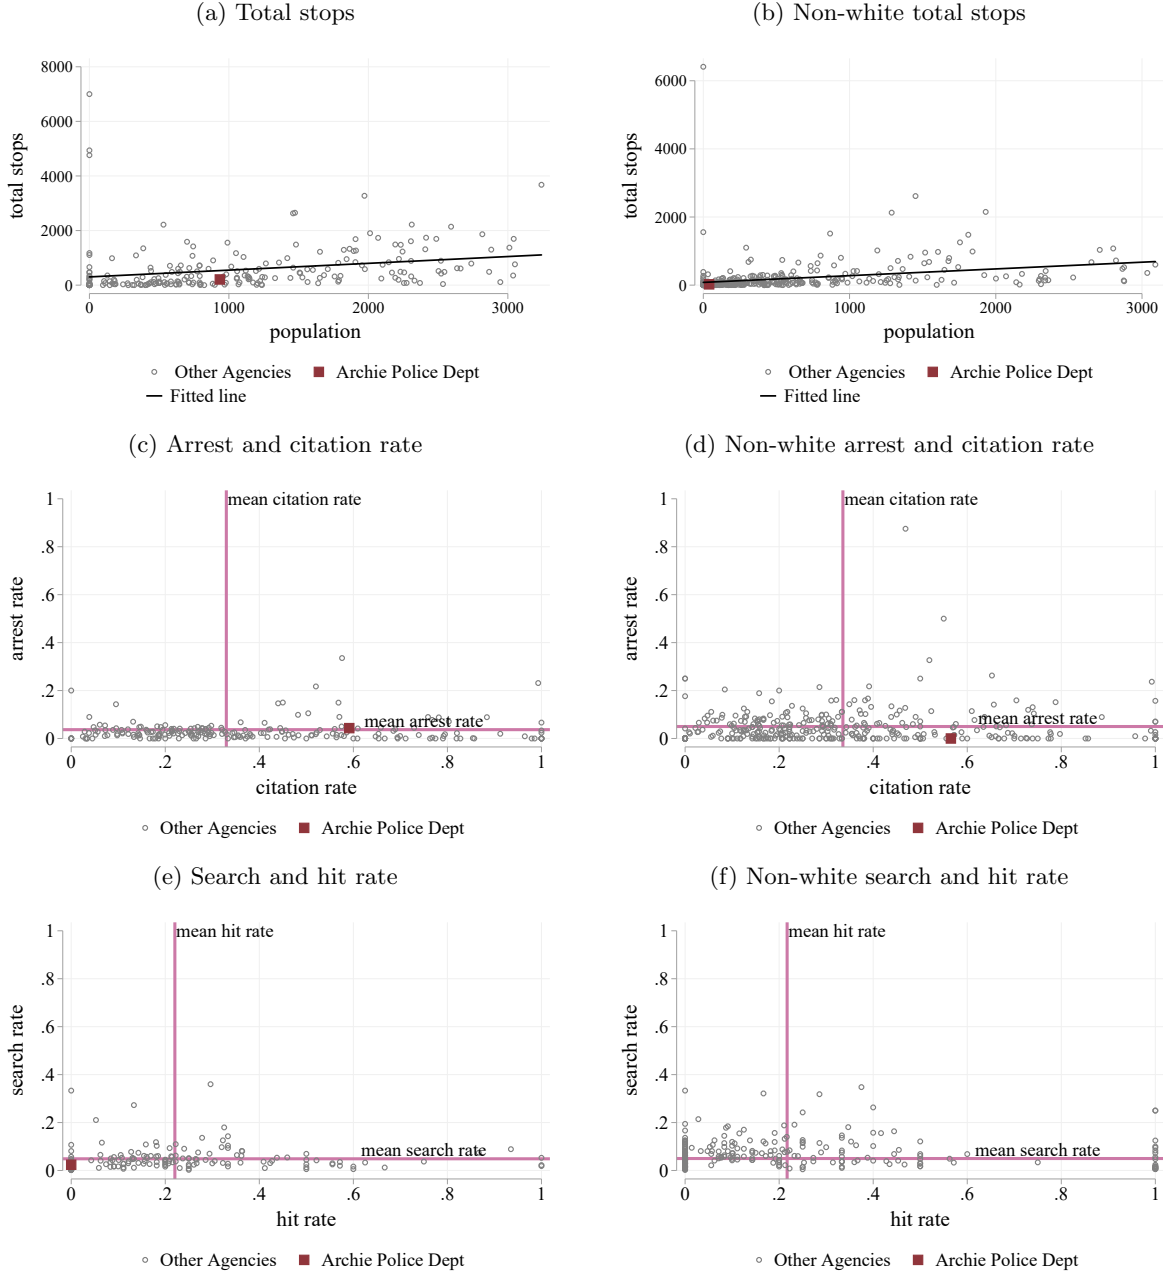 (a) Total stops
(b) Non-white total stops
8000
6000
4000
2000
0
total stops
0 1000 2000 3000
population
Other Agencies Archie Police Dept
Fitted line
6000
4000
2000
0
total stops
0 1000 2000 3000
population
Other Agencies Archie Police Dept
Fitted line
(c) Arrest and citation rate
(d) Non-white arrest and citation rate
1
.8
.6
.4
.2
0
arrest rate
mean citation rate
mean arrest rate
0 .2 .4 .6 .8 1
citation rate
Other Agencies Archie Police Dept
1
.8
.6
.4
.2
0
arrest rate
mean citation rate
mean arrest rate
0 .2 .4 .6 .8 1
citation rate
Other Agencies Archie Police Dept
(e) Search and hit rate
(f) Non-white search and hit rate
1
.8
.6
.4
.2
0
search rate
mean hit rate
mean search rate
0 .2 .4 .6 .8 1
hit rate
Other Agencies Archie Police Dept
1
.8
.6
.4
.2
0
search rate
mean hit rate
mean search rate
0 .2 .4 .6 .8 1
hit rate
Other Agencies Archie Police Dept